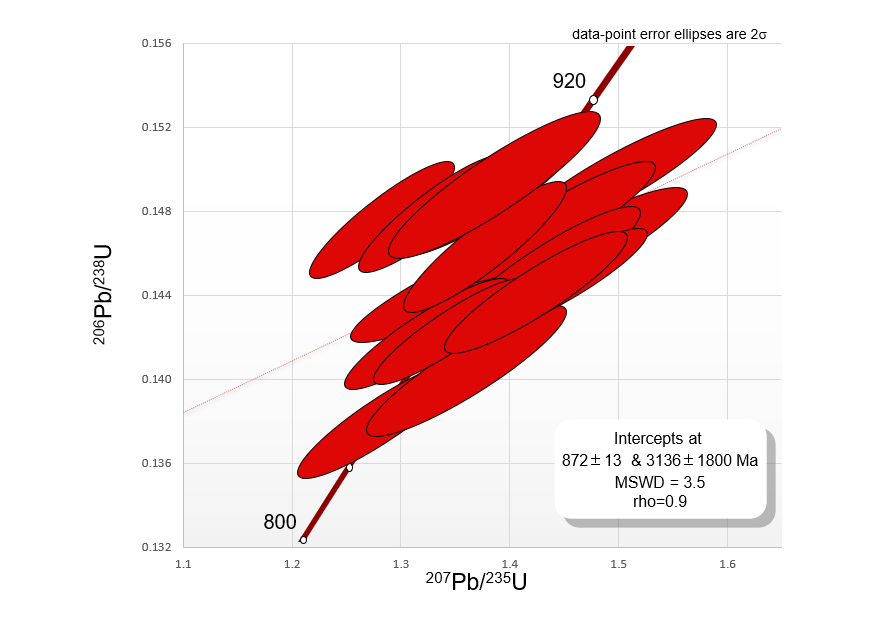 data-point error ellipses are 2σ
0.156
920
0.152
0.148
0.144
0.140
0.136
0.132
206Pb/238U
Intercepts at
872 ± 13 & 3136 ± 1800 Ma
MSWD = 3.5
rho=0.9
800
1.1 1.2 1.3 1.4 1.5 1.6
207Pb/235U